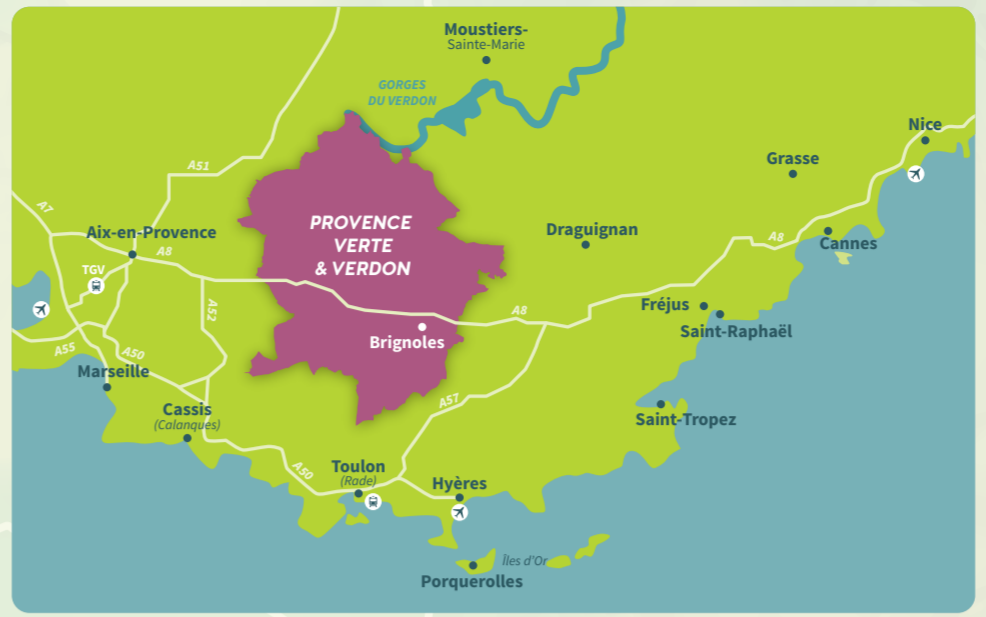 Moustiers-
Sainte-Marie
GORGES
DU VERDON
Nice
Grasse
A51
A7
PROVENCE
VERTE
& VERDON
Aix-en-Provence
Draguignan
A8
Cannes
A8
TGV
A52
Fréjus
A8
Saint-Raphaël
Brignoles
A55
A50
Marseille
A57
Cassis
(Calanques)
Saint-Tropez
A50
Toulon
(Rade)
Hyères
Îles d'Or
Porquerolles